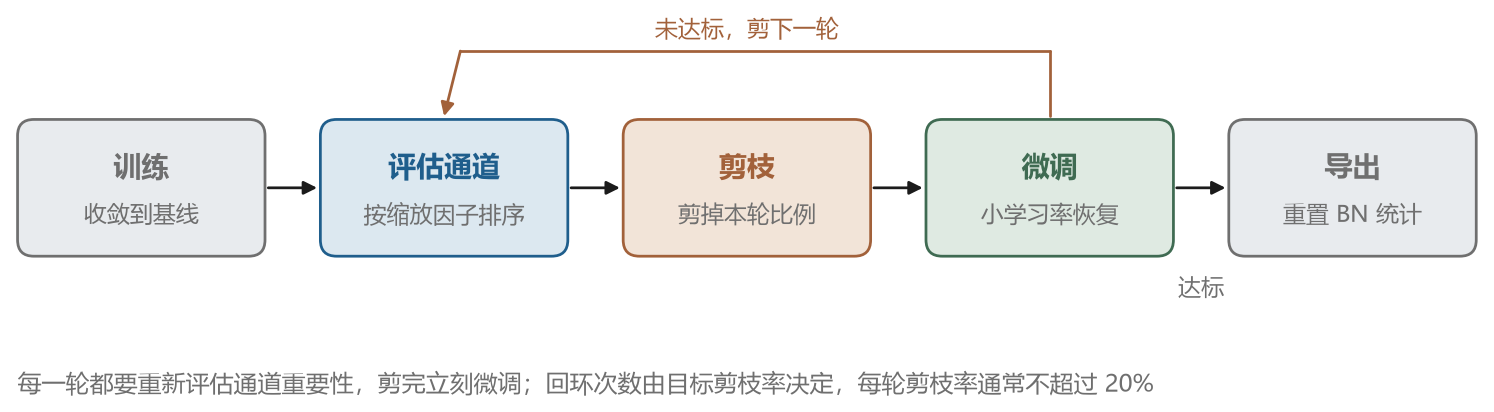 未达标，剪下一轮
训练
收敛到基线
评估通道
按缩放因子排序
剪枝
剪掉本轮比例
微调
小学习率恢复
导出
重置 BN 统计
达标
每一轮都要重新评估通道重要性，剪完立刻微调；回环次数由目标剪枝率决定，每轮剪枝率通常不超过 20%